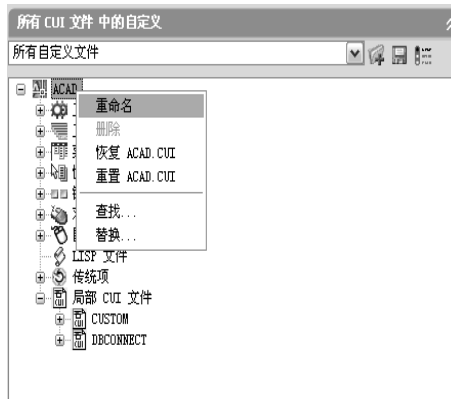 所有 CUI 文件 中的自定义
所有自定义文件
ACAD
重命名
删除
恢复 ACAD.CUI
重置 ACAD.CUI
查找...
替换...
LISP 文件
传统项
局部 CUI 文件
CUSTOM
DBCONNECT